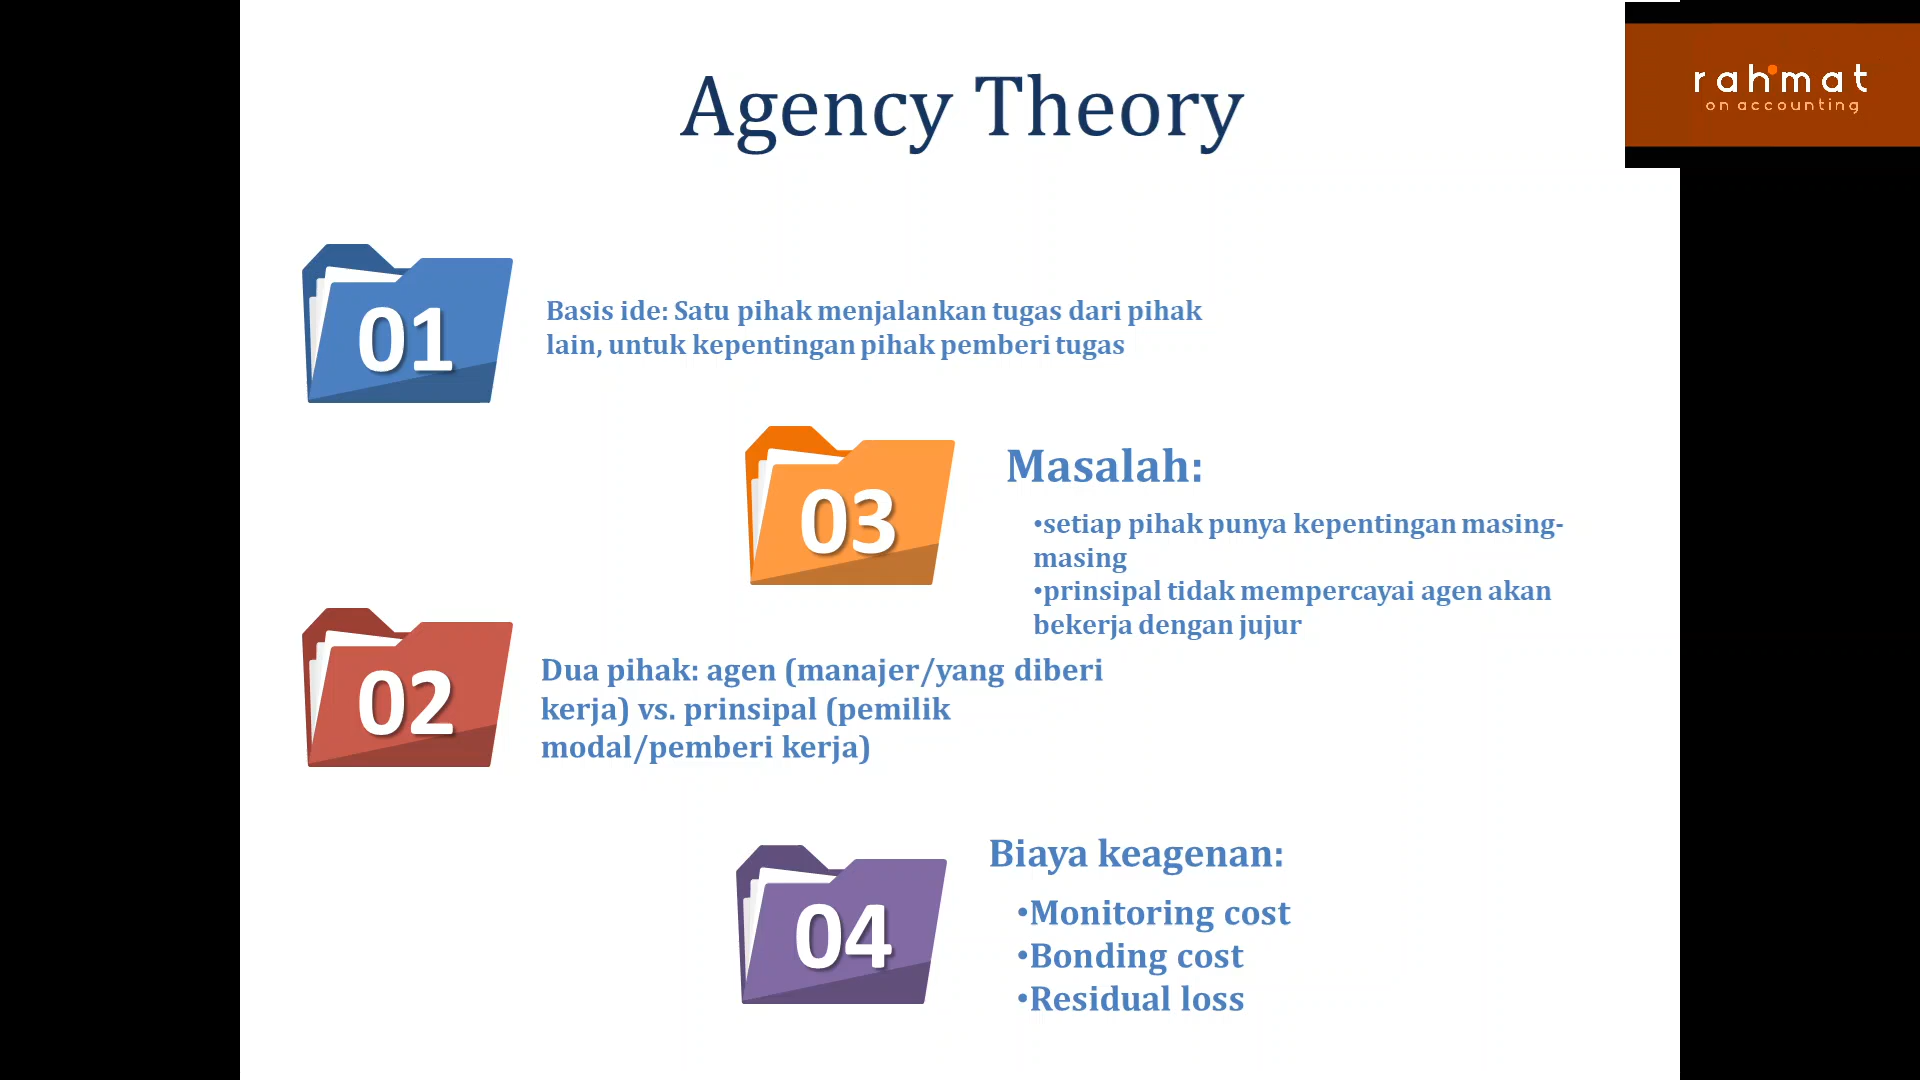 Agency Theory
rahmat
on accounting
01
Basis ide: Satu pihak menjalankan tugas dari pihak
lain, untuk kepentingan pihak pemberi tugas
02
Dua pihak: agen (manajer/yang diberi
kerja) vs. prinsipal (pemilik
modal/pemberi kerja)
03
Masalah:
•setiap pihak punya kepentingan masing-
masing
•prinsipal tidak mempercayai agen akan
bekerja dengan jujur
04
Biaya keagenan:
•Monitoring cost
•Bonding cost
•Residual loss